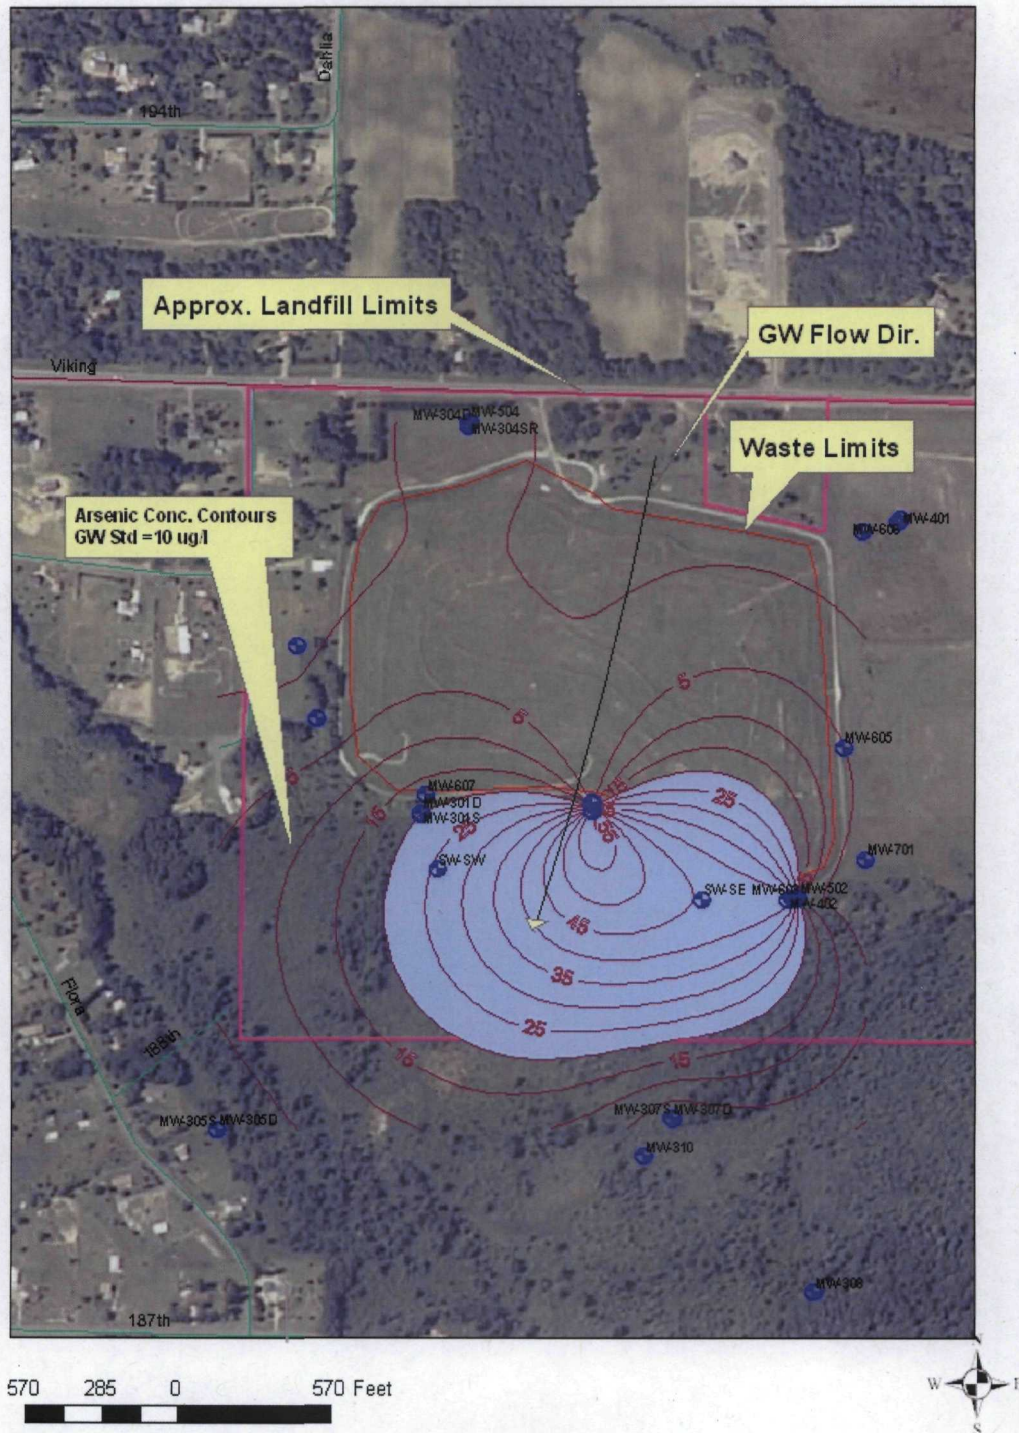 Dahlia
194th
Approx. Landfill Limits
GW Flow Dir.
Viking
MW-504
MW-304SR
Waste Limits
Arsenic Conc. Contours
GW Std =10 ug/l
MW-401
MW-606
5
5
MW-605
MW-607
MW-301D
MW-301S
15
25
15
20
MW-701
SW-SW
SW-SE
MW-502
MW-402
45
35
25
Flora
188th
15
15
MW-305S MW-305D
MW-307S MW-307D
MW-310
MW-308
187th
570 285 0 570 Feet
N
W
E
S